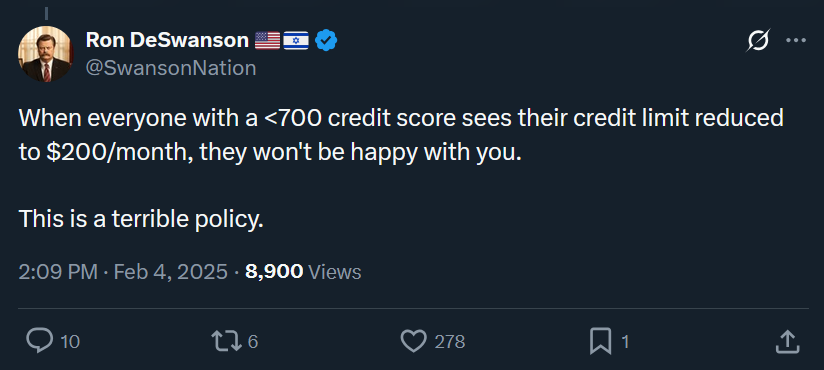 Ron DeSwanson 🇺🇸🇮🇱
@SwansonNation
When everyone with a <700 credit score sees their credit limit reduced
to $200/month, they won't be happy with you.
This is a terrible policy.
2:09 PM · Feb 4, 2025 · 8,900 Views
10 6 278 1